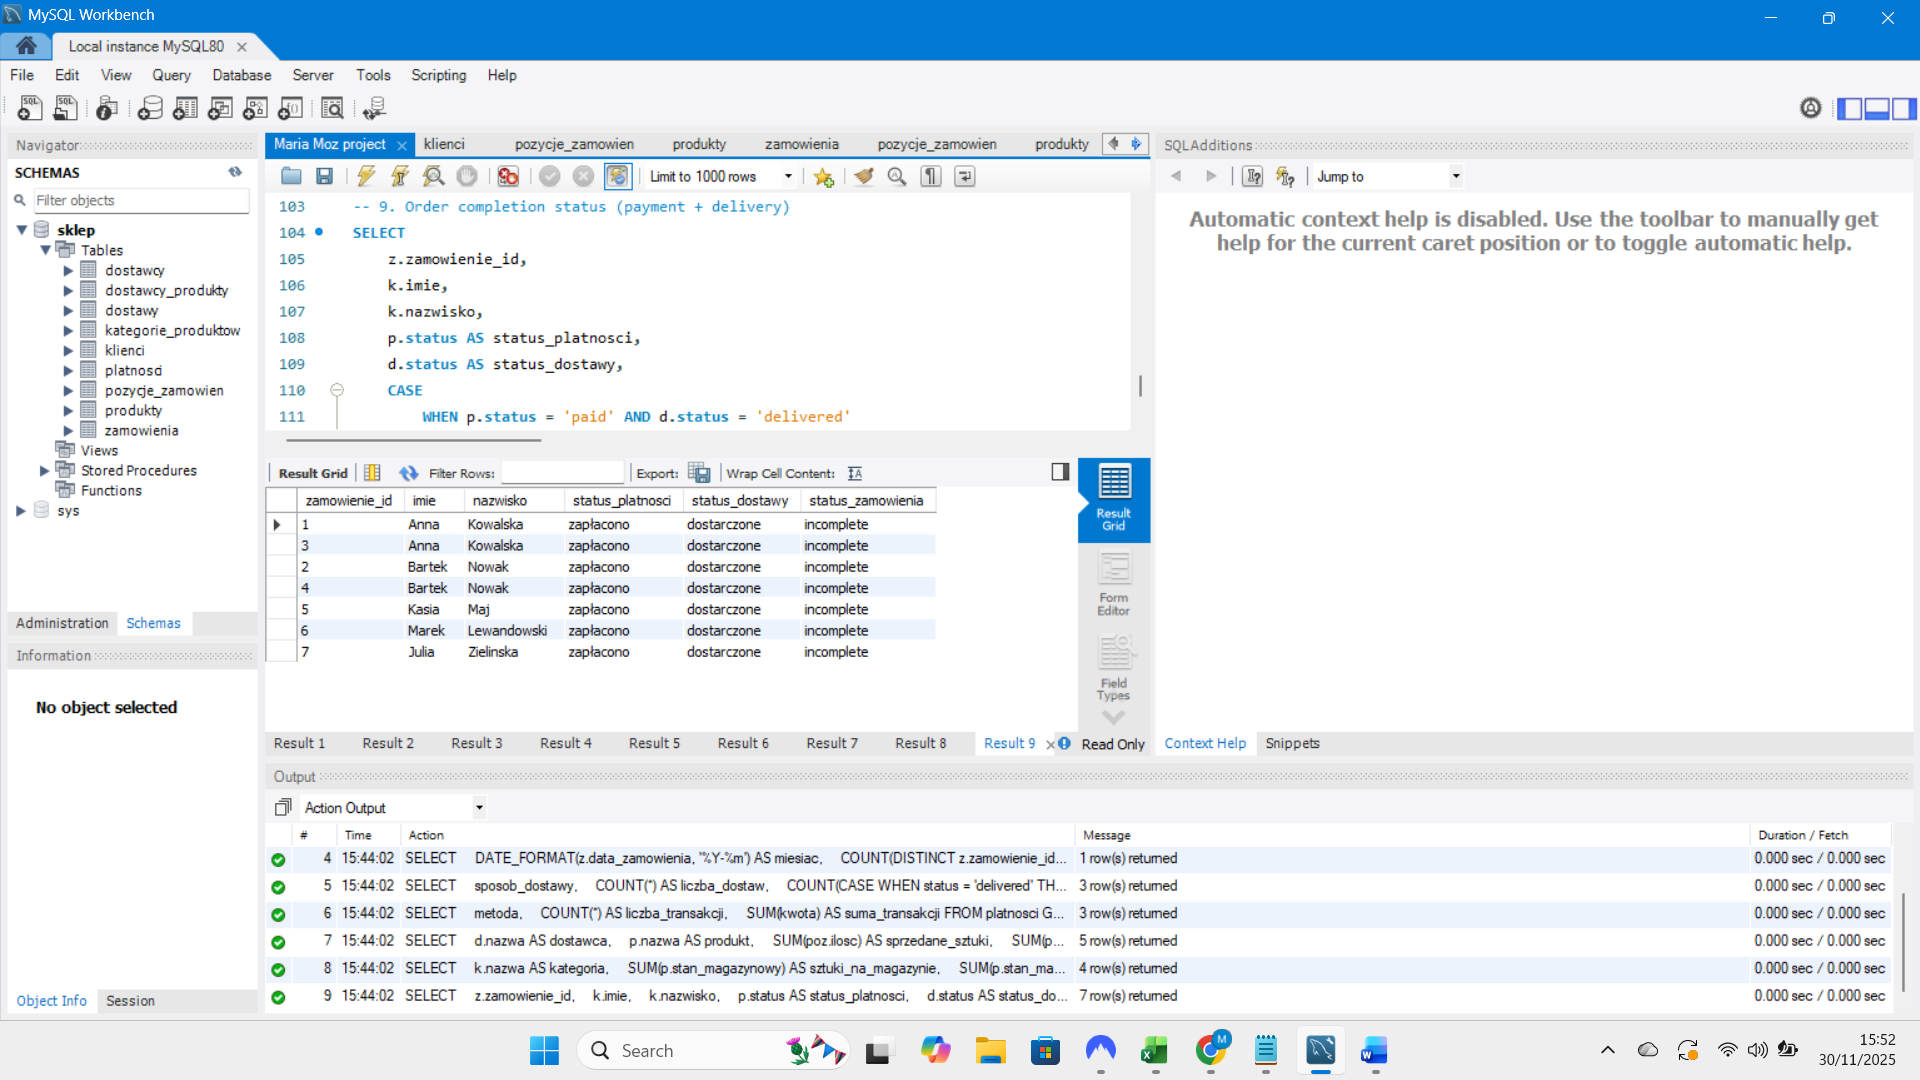 MySQL Workbench
Local instance MySQL80
File Edit View Query Database Server Tools Scripting Help
Navigator
SCHEMAS
Filter objects
sklep
Tables
dostawcy
dostawcy_produkty
dostawy
kategorie_produktow
klienci
platnosci
pozycje_zamowien
produkty
zamowienia
Views
Stored Procedures
Functions
sys
Administration Schemas
Information
No object selected
Object Info Session
Maria Moz project klienci pozycje_zamowien produkty zamowienia pozycje_zamowien produkty
Limit to 1000 rows
103 -- 9. Order completion status (payment + delivery)
104 SELECT
105 z.zamowienie_id,
106 k.imie,
107 k.nazwisko,
108 p.status AS status_platnosci,
109 d.status AS status_dostawy,
110 CASE
111 WHEN p.status = 'paid' AND d.status = 'delivered'
Result Grid Filter Rows: Export: Wrap Cell Content:
zamowienie_id imie nazwisko status_platnosci status_dostawy status_zamowienia
1 Anna Kowalska zapłacono dostarczone incomplete
3 Anna Kowalska zapłacono dostarczone incomplete
2 Bartek Nowak zapłacono dostarczone incomplete
4 Bartek Nowak zapłacono dostarczone incomplete
5 Kasia Maj zapłacono dostarczone incomplete
6 Marek Lewandowski zapłacono dostarczone incomplete
7 Julia Zielinska zapłacono dostarczone incomplete
Result
Grid
Form
Editor
Field
Types
Result 1 Result 2 Result 3 Result 4 Result 5 Result 6 Result 7 Result 8 Result 9 Read Only
SQLAdditions
Jump to
Automatic context help is disabled. Use the toolbar to manually get
help for the current caret position or to toggle automatic help.
Context Help Snippets
Output
Action Output
# Time Action Message Duration / Fetch
4 15:44:02 SELECT DATE_FORMAT(z.data_zamowienia, '%Y-%m') AS miesiac, COUNT(DISTINCT z.zamowienie_id... 1 row(s) returned 0.000 sec / 0.000 sec
5 15:44:02 SELECT sposob_dostawy, COUNT(*) AS liczba_dostaw, COUNT(CASE WHEN status = 'delivered' TH... 3 row(s) returned 0.000 sec / 0.000 sec
6 15:44:02 SELECT metoda, COUNT(*) AS liczba_transakcji, SUM(kwota) AS suma_transakcji FROM platnosci G... 3 row(s) returned 0.000 sec / 0.000 sec
7 15:44:02 SELECT d.nazwa AS dostawca, p.nazwa AS produkt, SUM(poz.ilosc) AS sprzedane_sztuki, SUM(p... 5 row(s) returned 0.000 sec / 0.000 sec
8 15:44:02 SELECT k.nazwa AS kategoria, SUM(p.stan_magazynowy) AS sztuki_na_magazynie, SUM(p.stan_ma... 4 row(s) returned 0.000 sec / 0.000 sec
9 15:44:02 SELECT z.zamowienie_id, k.imie, k.nazwisko, p.status AS status_platnosci, d.status AS status_do... 7 row(s) returned 0.000 sec / 0.000 sec
Search
15:52
30/11/2025